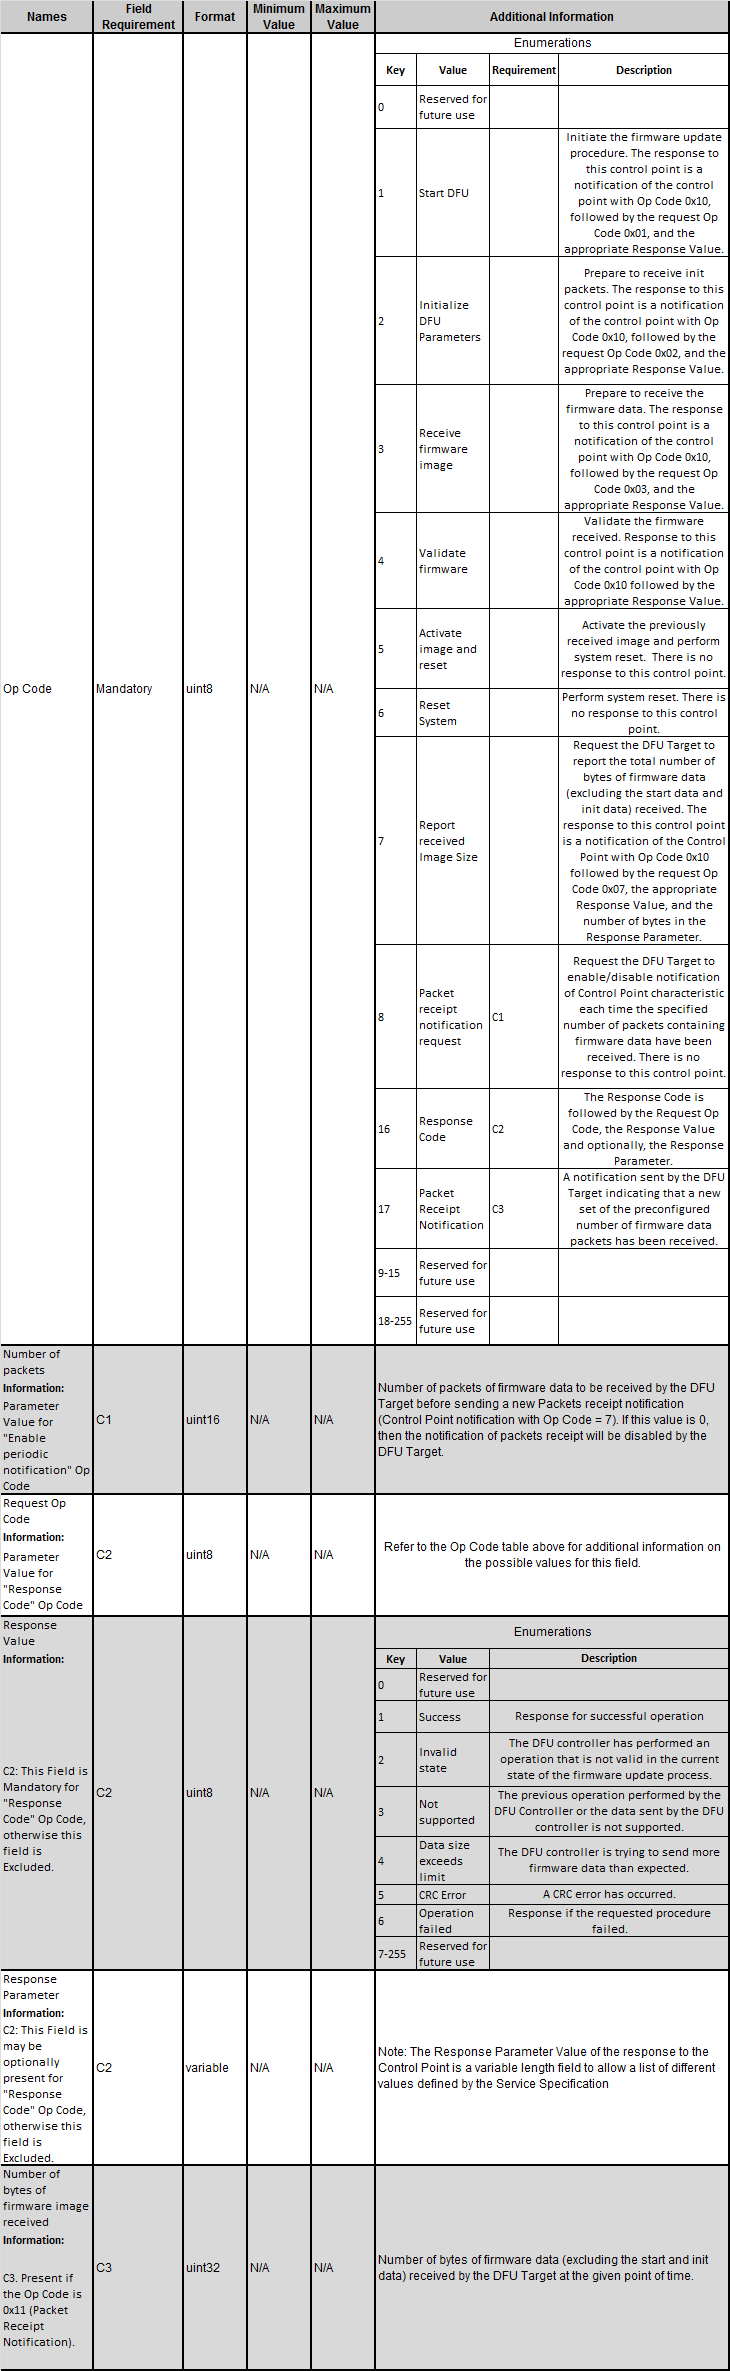 Names
Field
Requirement
Format
Minimum
Value
Maximum
Value
Additional Information
Op Code
Mandatory
uint8
N/A
N/A
Enumerations
Key
Value
Requirement
Description
0
Reserved for
future use
1
Start DFU
Initiate the firmware update
procedure. The response to
this control point is a
notification of the control
point with Op Code 0x10,
followed by the request Op
Code 0x01, and the
appropriate Response Value.
2
Initialize
DFU
Parameters
Prepare to receive init
packets. The response to this
control point is a notification
of the control point with Op
Code 0x10, followed by the
request Op Code 0x02, and the
appropriate Response Value.
3
Receive
firmware
image
Prepare to receive the
firmware data. The response
to this control point is a
notification of the control
point with Op Code 0x10,
followed by the request Op
Code 0x03, and the
appropriate Response Value.
4
Validate
firmware
Validate the firmware
received. Response to this
control point is a notification
of the control point with Op
Code 0x10 followed by the
appropriate Response Value.
5
Activate
image and
reset
Activate the previously
received image and perform
system reset.  There is no
response to this control point.
6
Reset
System
Perform system reset. There is
no response to this control
point.
7
Report
received
Image Size
Request the DFU Target to
report the total number of
bytes of firmware data
(excluding the start data and
init data) received. The
response to this control point
is a notification of the Control
Point with Op Code 0x10
followed by the request Op
Code 0x07, the appropriate
Response Value, and the
number of bytes in the
Response Parameter.
8
Packet
receipt
notification
request
C1
Request the DFU Target to
enable/disable notification
of Control Point characteristic
each time the specified
number of packets containing
firmware data have been
received. There is no
response to this control point.
16
Response
Code
C2
The Response Code is
followed by the Request Op
Code, the Response Value
and optionally, the Response
Parameter.
17
Packet
Receipt
Notification
C3
A notification sent by the DFU
Target indicating that a new
set of the preconfigured
number of firmware data
packets has been received.
9-15
Reserved for
future use
18-255
Reserved for
future use
Number of
packets
Information:
Parameter
Value for
"Enable
periodic
notification" Op
Code
C1
uint16
N/A
N/A
Number of packets of firmware data to be received by the DFU
Target before sending a new Packets receipt notification
(Control Point notification with Op Code = 7). If this value is 0,
then the notification of packets receipt will be disabled by the
DFU Target.
Request Op
Code
Information:
Parameter
Value for
"Response
Code" Op Code
C2
uint8
N/A
N/A
Refer to the Op Code table above for additional information on
the possible values for this field.
Response
Value
Information:
C2: This Field is
Mandatory for
"Response
Code" Op Code,
otherwise this
field is
Excluded.
C2
uint8
N/A
N/A
Enumerations
Key
Value
Description
0
Reserved for
future use
1
Success
Response for successful operation
2
Invalid
state
The DFU controller has performed an
operation that is not valid in the current
state of the firmware update process.
3
Not
supported
The previous operation performed by the
DFU Controller or the data sent by the DFU
controller is not supported.
4
Data size
exceeds
limit
The DFU controller is trying to send more
firmware data than expected.
5
CRC Error
A CRC error has occurred.
6
Operation
failed
Response if the requested procedure
failed.
7-255
Reserved for
future use
Response
Parameter
Information:
C2: This Field is
may be
optionally
present for
"Response
Code" Op Code,
otherwise this
field is
Excluded.
C2
variable
N/A
N/A
Note: The Response Parameter Value of the response to the
Control Point is a variable length field to allow a list of different
values defined by the Service Specification
Number of
bytes of
firmware image
received
Information:
C3. Present if
the Op Code is
0x11 (Packet
Receipt
Notification).
C3
uint32
N/A
N/A
Number of bytes of firmware data (excluding the start and init
data) received by the DFU Target at the given point of time.